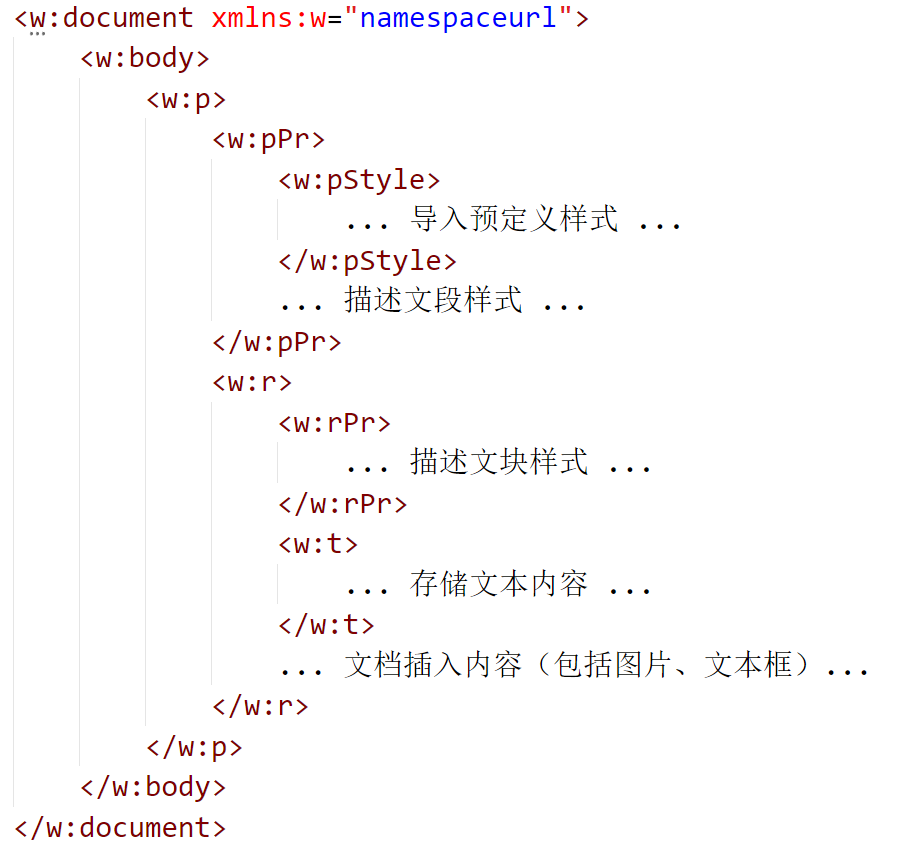 <w:document xmlns:w="namespaceurl">
<w:body>
<w:p>
<w:pPr>
<w:pStyle>
... 导入预定义样式 ...
</w:pStyle>
... 描述文段样式 ...
</w:pPr>
<w:r>
<w:rPr>
... 描述文块样式 ...
</w:rPr>
<w:t>
... 存储文本内容 ...
</w:t>
... 文档插入内容（包括图片、文本框）...
</w:r>
</w:p>
</w:body>
</w:document>